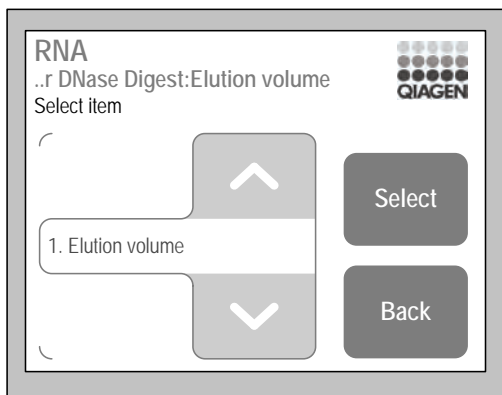 RNA
..r DNase Digest:Elution volume
Select item
QIAGEN
1. Elution volume
Select
Back